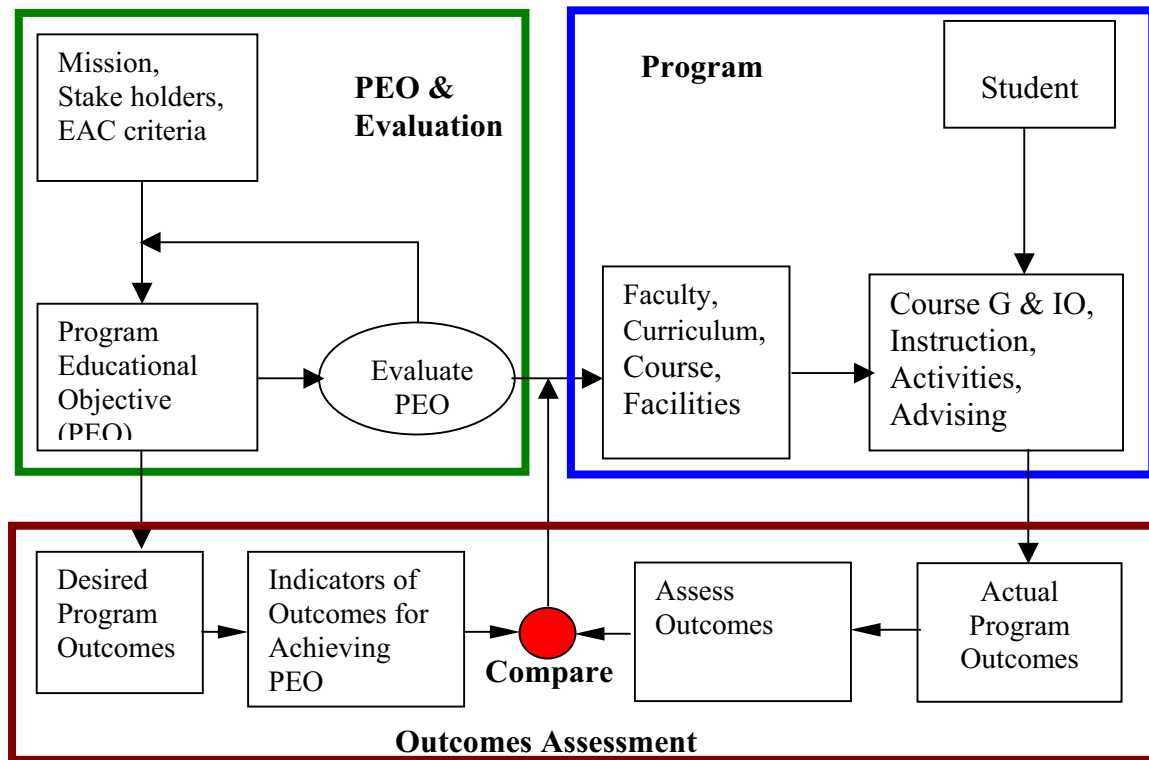 Mission,
Stake holders,
EAC criteria
PEO &
Evaluation
Program
Educational
Objective
(PEO)
Evaluate
PEO
Program
Student
Faculty,
Curriculum,
Course,
Facilities
Course G & IO,
Instruction,
Activities,
Advising
Desired
Program
Outcomes
Indicators of
Outcomes for
Achieving
PEO
Compare
Assess
Outcomes
Actual
Program
Outcomes
Outcomes Assessment